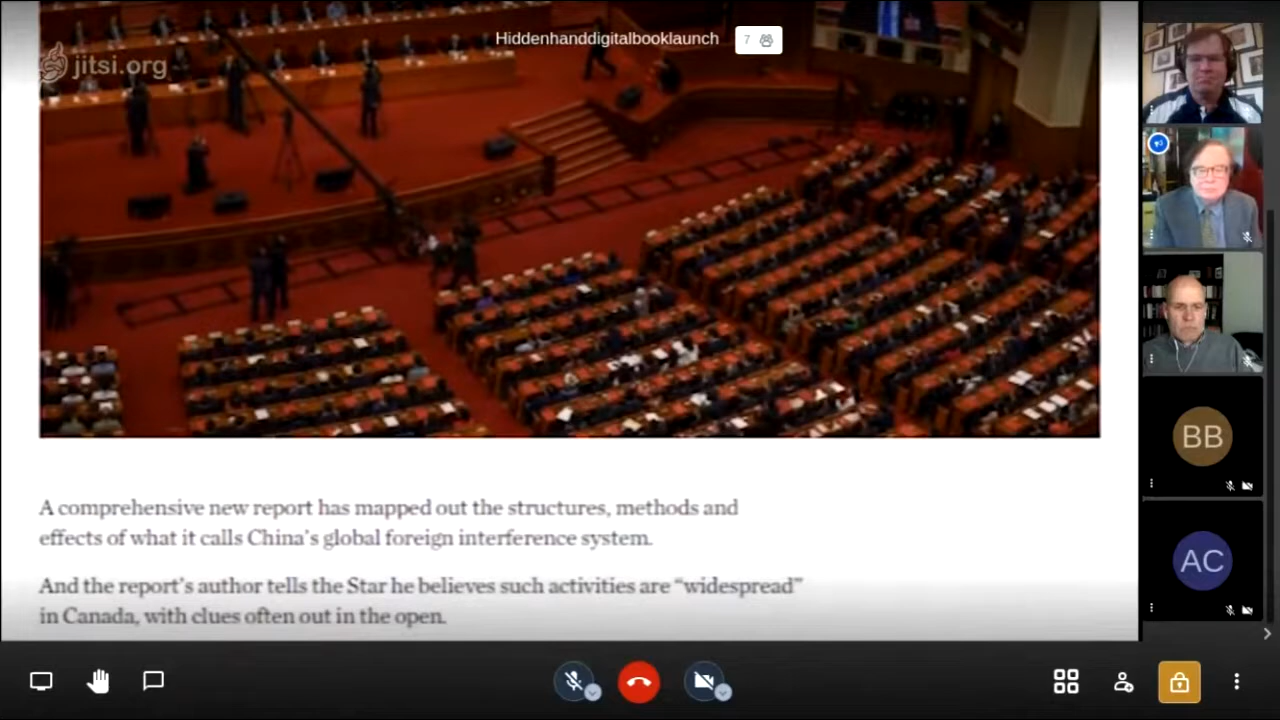 Hiddenhanddigitalbooklaunch
7
jitsi.org
A comprehensive new report has mapped out the structures, methods and
effects of what it calls China's global foreign interference system.
And the report's author tells the Star he believes such activities are "widespread"
in Canada, with clues often out in the open.
BB
AC